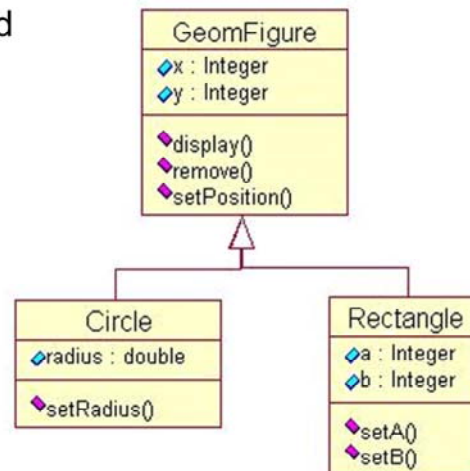 d
GeomFigure
x : Integer
y : Integer
display()
remove()
setPosition()
Circle
radius : double
setRadius()
Rectangle
a : Integer
b : Integer
setA()
setB()